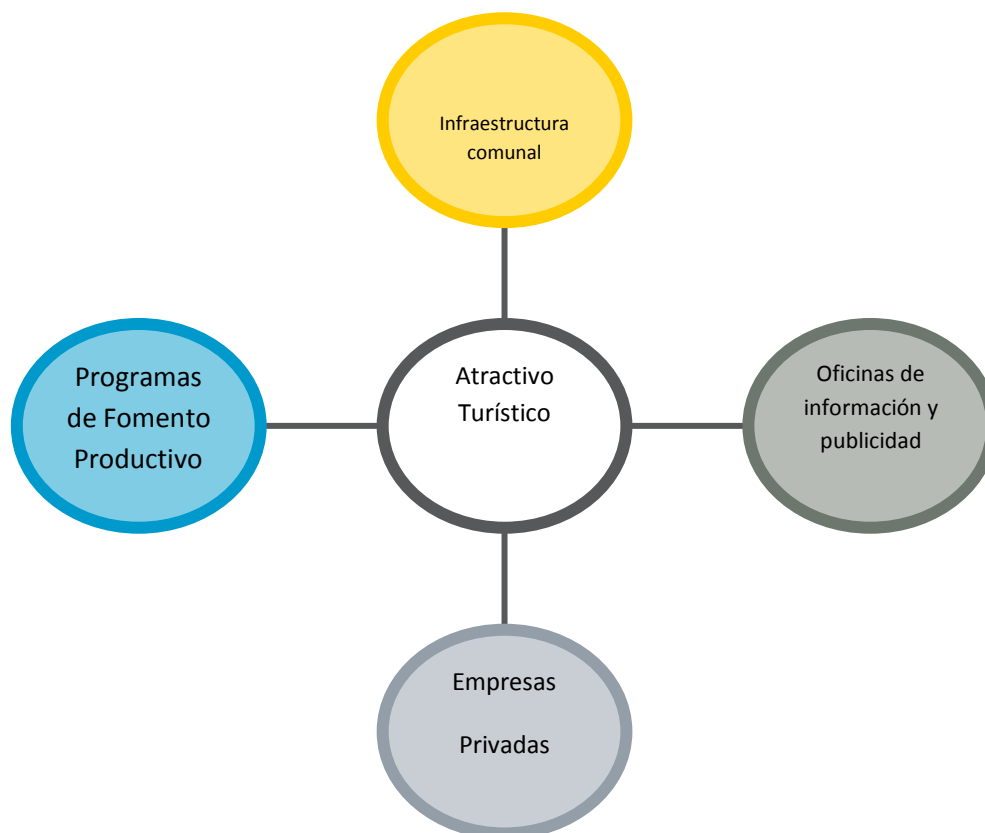 Infraestructura
comunal
Programas
de Fomento
Productivo
Atractivo
Turístico
Oficinas de
información y
publicidad
Empresas
Privadas